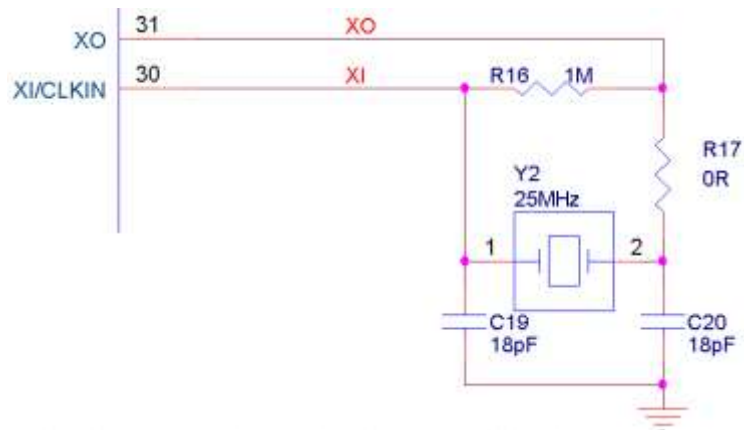 XO 31 XO
XI/CLKIN 30 XI R16 1M
R17
0R
Y2
25MHz
1 2
C19 C20
18pF 18pF